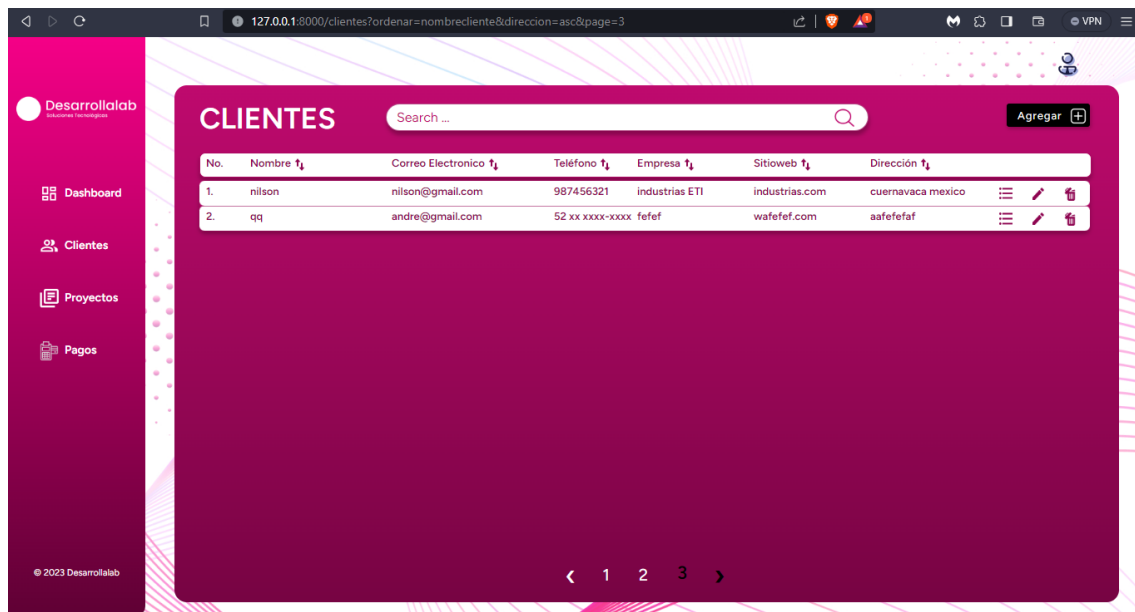 127.0.0.1:8000/clientes?ordenar=nombrecliente&direccion=asc&page=3
1
VPN
Desarrollalab
Soluciones Tecnológicas
Dashboard
Clientes
Proyectos
Pagos
© 2023 Desarrollalab
CLIENTES
Search ...
Agregar
No. Nombre Correo Electronico Teléfono Empresa Sitioweb Dirección
1. nilson nilson@gmail.com 987456321 industrias ETI industrias.com cuernavaca mexico
2. qq andre@gmail.com 52 xx xxxx-xxxx fefef wafefef.com aafefefaf
‹ 1 2 3 ›